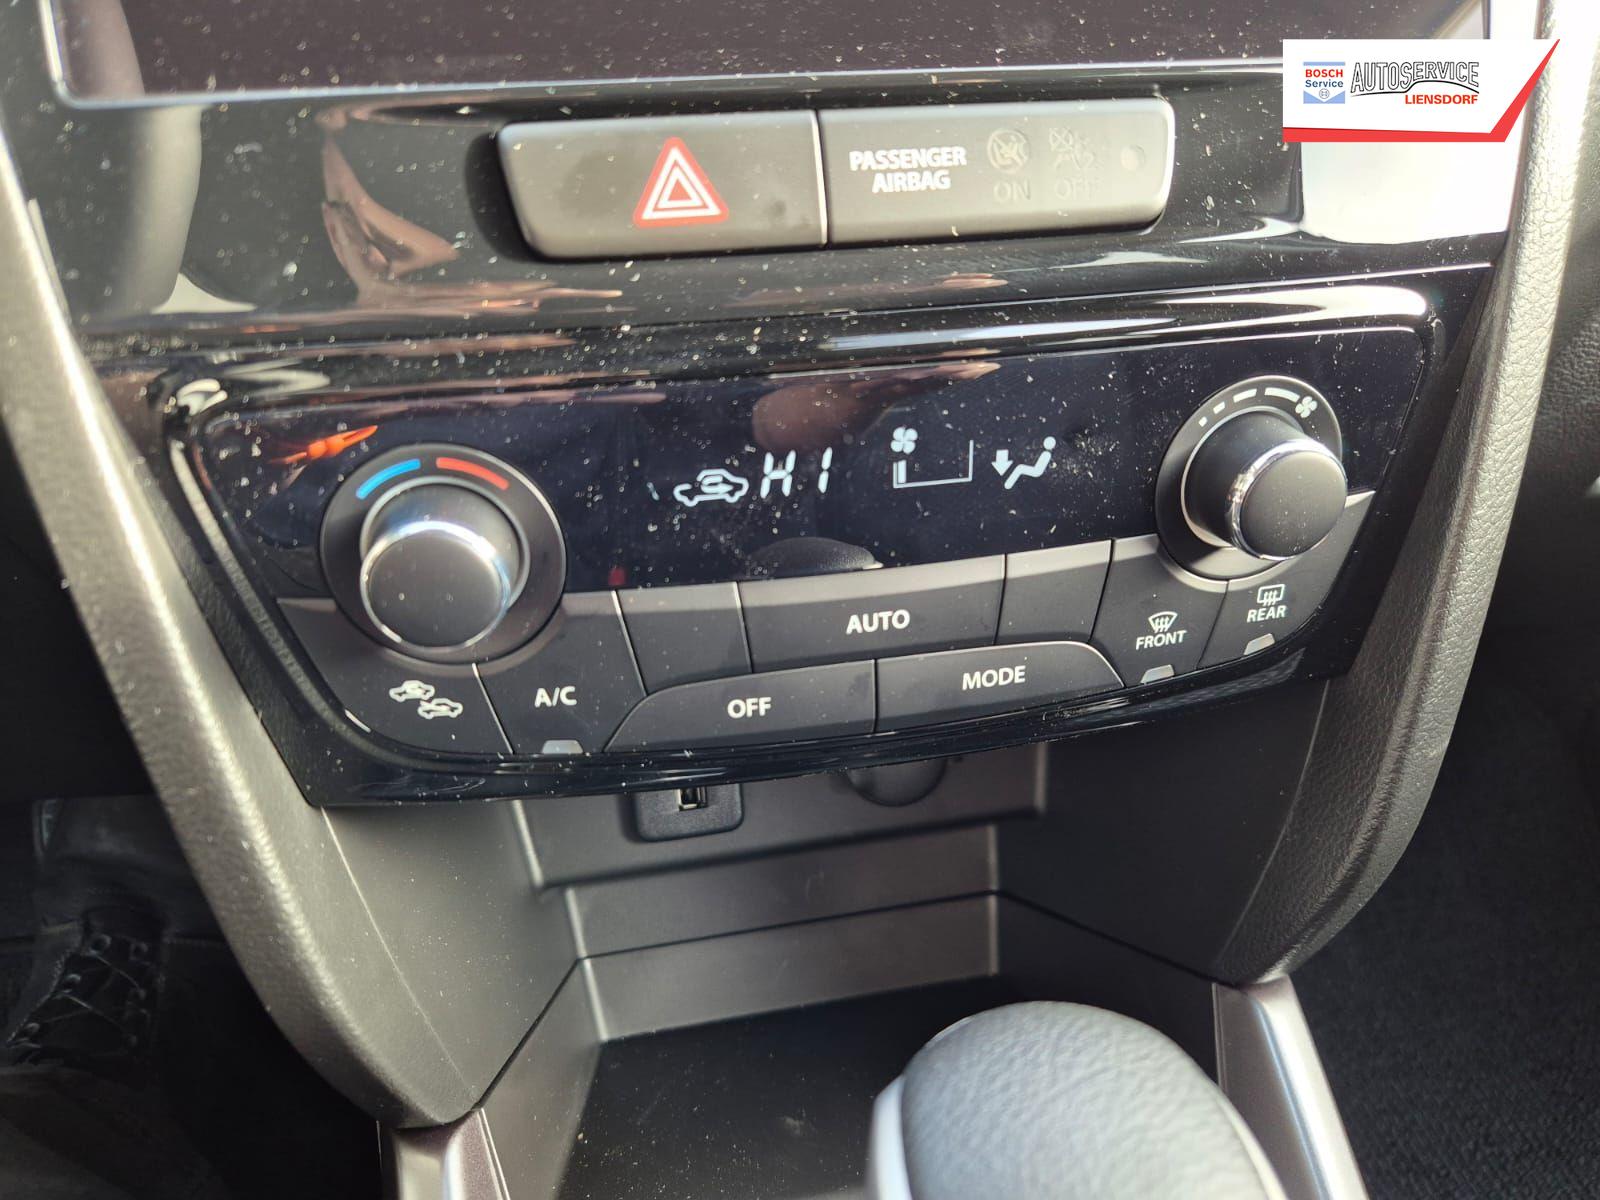 BOSCH
Service
AUTOSERVICE
LIENSDORF
PASSENGER
AIRBAG
ON
OFF
HI
AUTO
A/C
OFF
MODE
FRONT
REAR